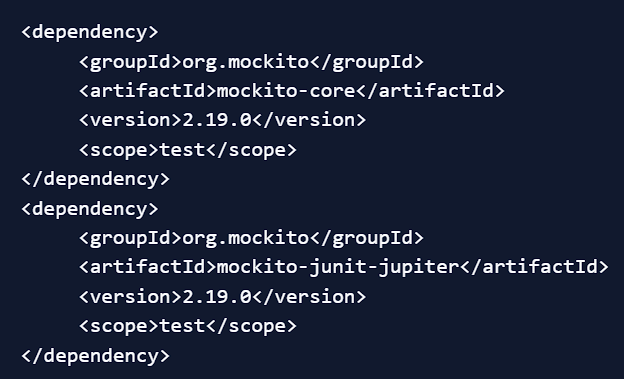 <dependency>
<groupId>org.mockito</groupId>
<artifactId>mockito-core</artifactId>
<version>2.19.0</version>
<scope>test</scope>
</dependency>
<dependency>
<groupId>org.mockito</groupId>
<artifactId>mockito-junit-jupiter</artifactId>
<version>2.19.0</version>
<scope>test</scope>
</dependency>